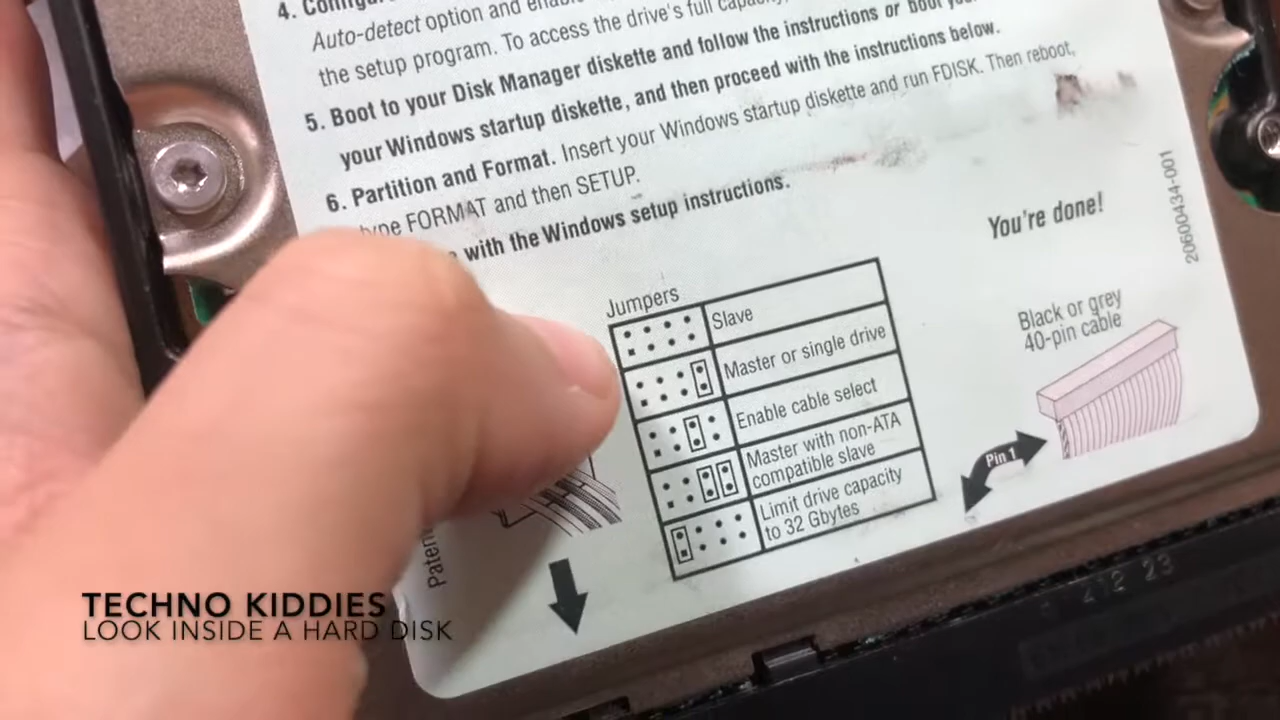 4.
Auto-detect option and
the setup program. To access the drive's full capacity,
5. Boot to your Disk Manager diskette and follow the instructions or boot
your Windows startup diskette, and then proceed with the instructions below.
6. Partition and Format. Insert your Windows startup diskette and run FDISK. Then reboot,
FORMAT and then SETUP.
with the Windows setup instructions.
You're done!
20600434-001
Jumpers
Slave
Master or single drive
Enable cable select
Master with non-ATA
compatible slave
Limit drive capacity
to 32 Gbytes
Black or grey
40-pin cable
Pin 1
TECHNO KIDDIES
LOOK INSIDE A HARD DISK